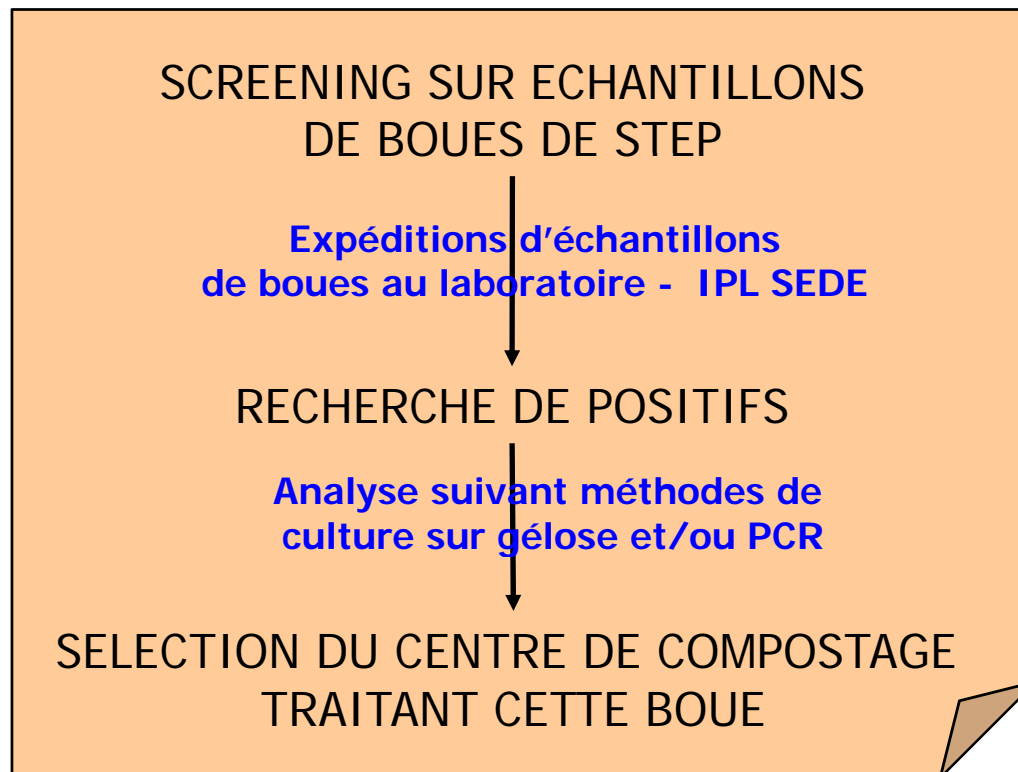 SCREENING SUR ECHANTILLONS
DE BOUES DE STEP
Expéditions d'échantillons
de boues au laboratoire - IPL SEDE
RECHERCHE DE POSITIFS
Analyse suivant méthodes de
culture sur gélose et/ou PCR
SELECTION DU CENTRE DE COMPOSTAGE
TRAITANT CETTE BOUE